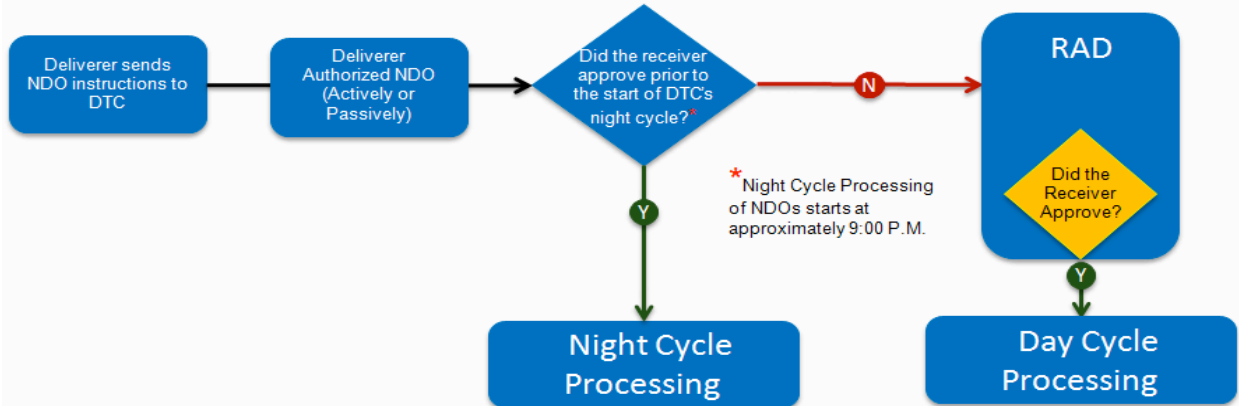 Deliverer sends
NDO instructions to
DTC
Deliverer
Authorized NDO
(Actively or
Passively)
Did the receiver
approve prior to
the start of DTC's
night cycle?*
N
RAD
Did the
Receiver
Approve?
Y
*Night Cycle Processing
of NDOs starts at
approximately 9:00 P.M.
Y
Night Cycle
Processing
Day Cycle
Processing